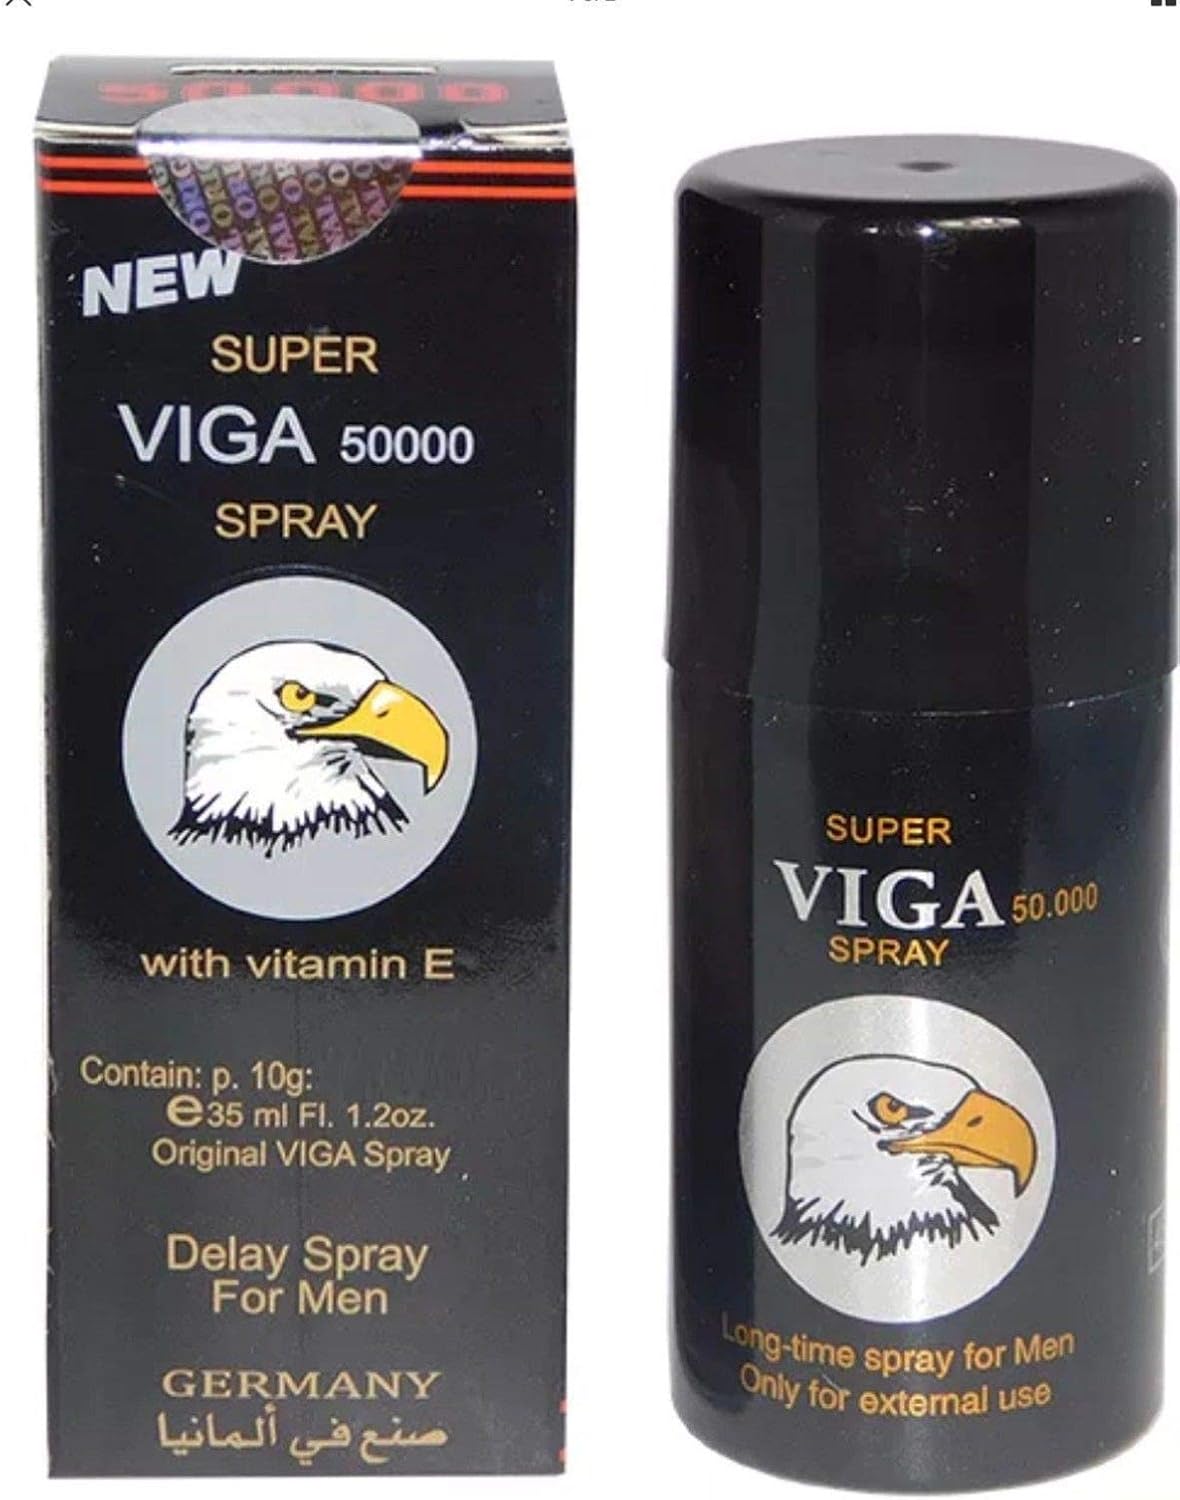 50000
NEW
SUPER
VIGA 50000
SPRAY
with vitamin E
Contain: p. 10g:
e 35 ml Fl. 1.2oz.
Original VIGA Spray
Delay Spray
For Men
GERMANY
صنع في ألمانيا
SUPER
VIGA 50.000
SPRAY
Long-time spray for Men
Only for external use